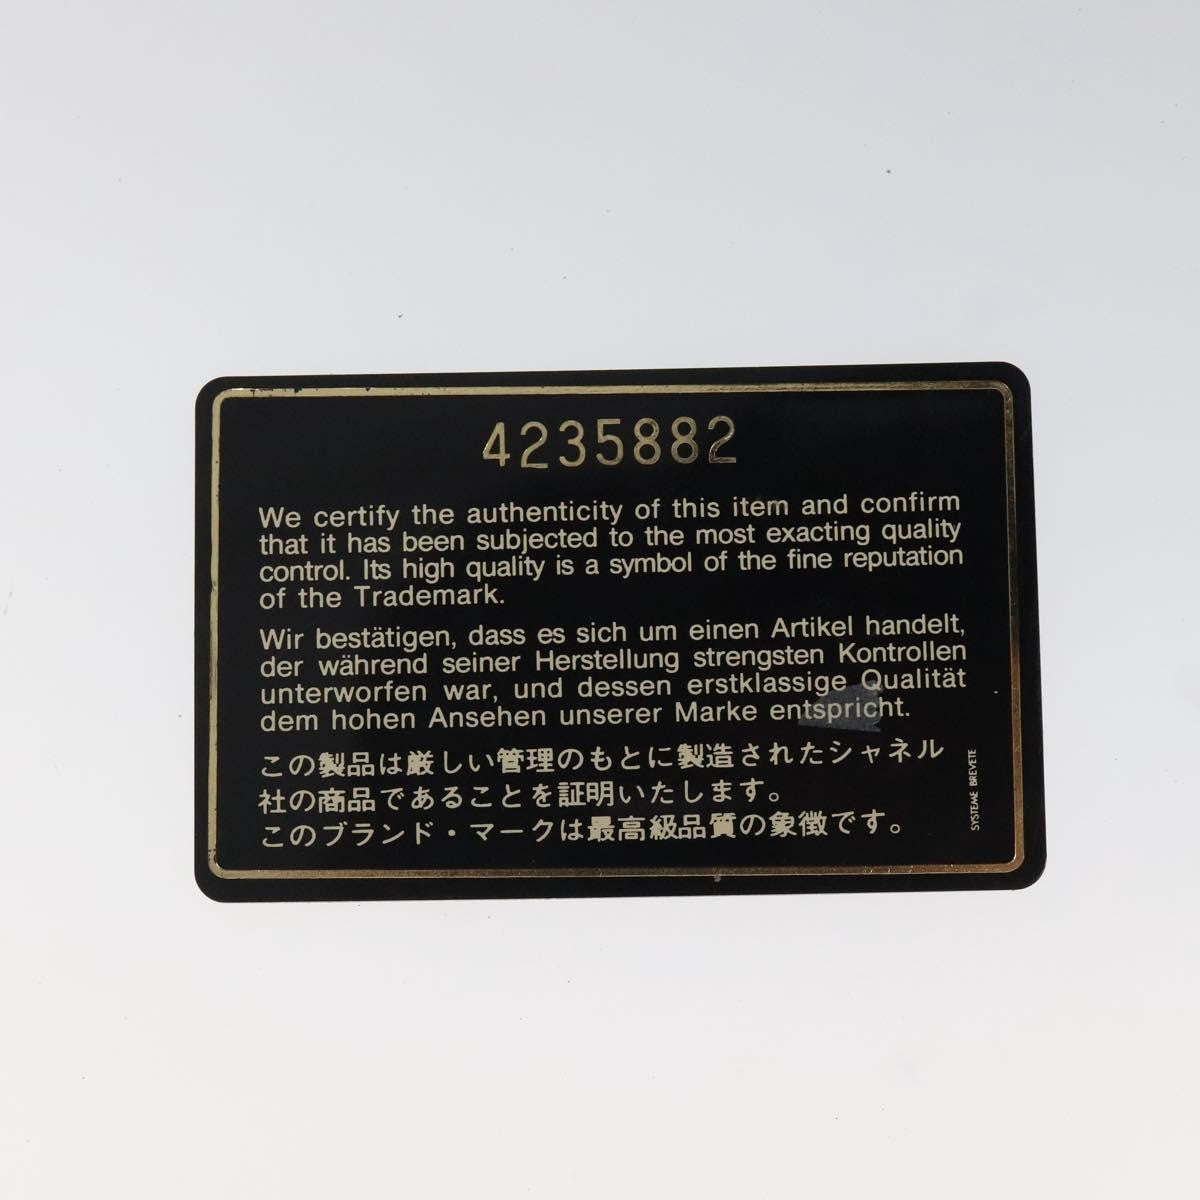 4235882
We certify the authenticity of this item and confirm
that it has been subjected to the most exacting quality
control. Its high quality is a symbol of the fine reputation
of the Trademark.
Wir bestätigen, dass es sich um einen Artikel handelt,
der während seiner Herstellung strengsten Kontrollen
unterworfen war, und dessen erstklassige Qualität
dem hohen Ansehen unserer Marke entspricht.
この製品は厳しい管理のもとに製造されたシャネル
社の商品であることを証明いたします。
このブランド・マークは最高級品質の象徴です。
SYSTEME BREVETE